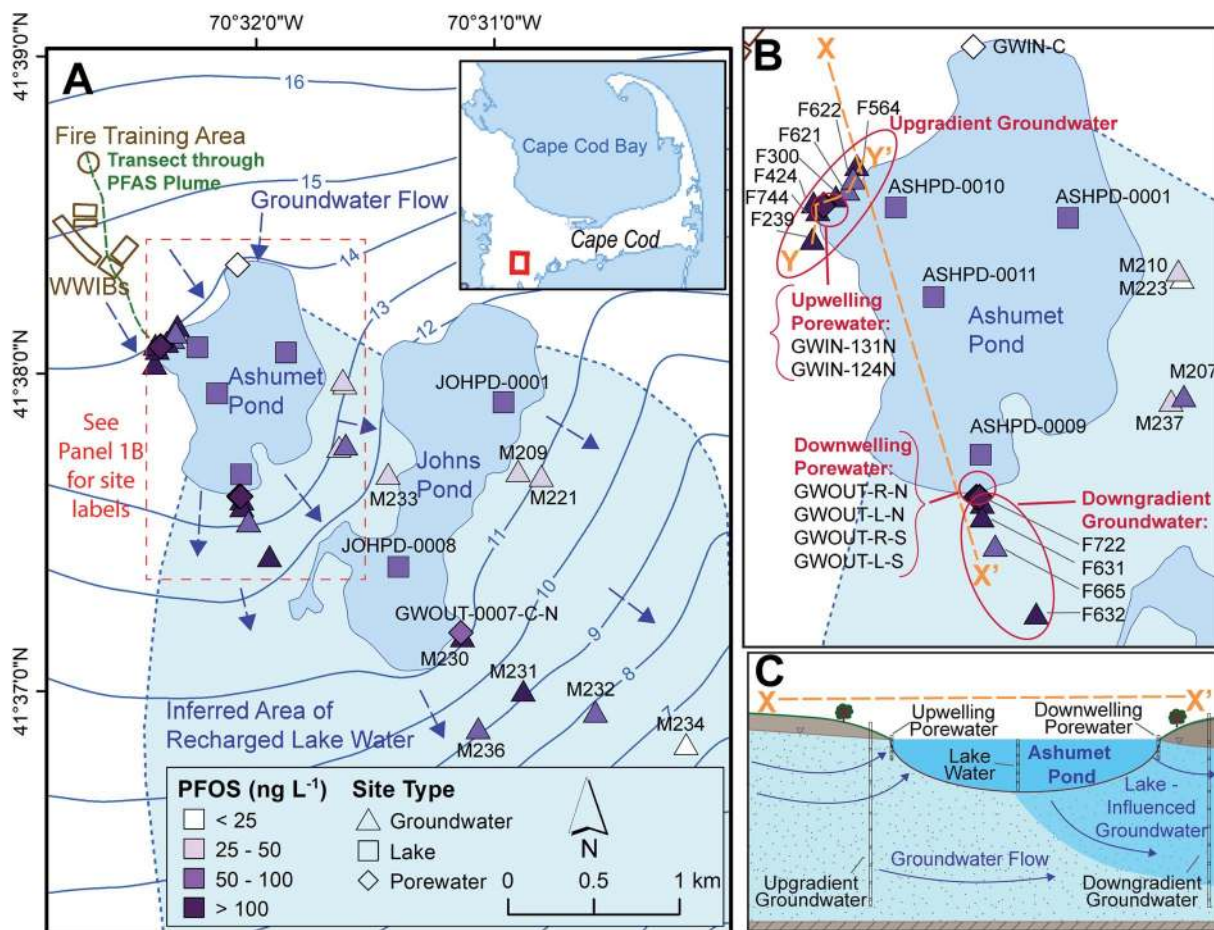 70°32'0"W
70°31'0"W
41°39'0"N
41°38'0"N
41°37'0"N
A
16
15
14
13
12
11
10
9
8
7
Fire Training Area
Transect through
PFAS Plume
Groundwater Flow
WWIBs
Cape Cod Bay
Cape Cod
Ashumet
Pond
See
Panel 1B
for site
labels
JOHPD-0001
Johns
Pond
M209
M221
M233
JOHPD-0008
GWOUT-0007-C-N
M230
M231
M232
M236
M234
Inferred Area of
Recharged Lake Water
PFOS (ng L⁻¹)
< 25
25 - 50
50 - 100
> 100
Site Type
Groundwater
Lake
Porewater
N
0 0.5 1 km
B
X
GWIN-C
F564
F622
F621
F300
F424
F744
F239
Upgradient Groundwater
Y'
Y
ASHPD-0010
ASHPD-0001
ASHPD-0011
M210
M223
Upwelling
Porewater:
GWIN-131N
GWIN-124N
Ashumet
Pond
M207
M237
ASHPD-0009
Downwelling
Porewater:
GWOUT-R-N
GWOUT-L-N
GWOUT-R-S
GWOUT-L-S
Downgradient
Groundwater:
F722
F631
F665
F632
X'
C
X
X'
Upwelling
Porewater
Downwelling
Porewater
Lake
Water
Ashumet
Pond
Lake -
Influenced
Groundwater
Groundwater Flow
Upgradient
Groundwater
Downgradient
Groundwater